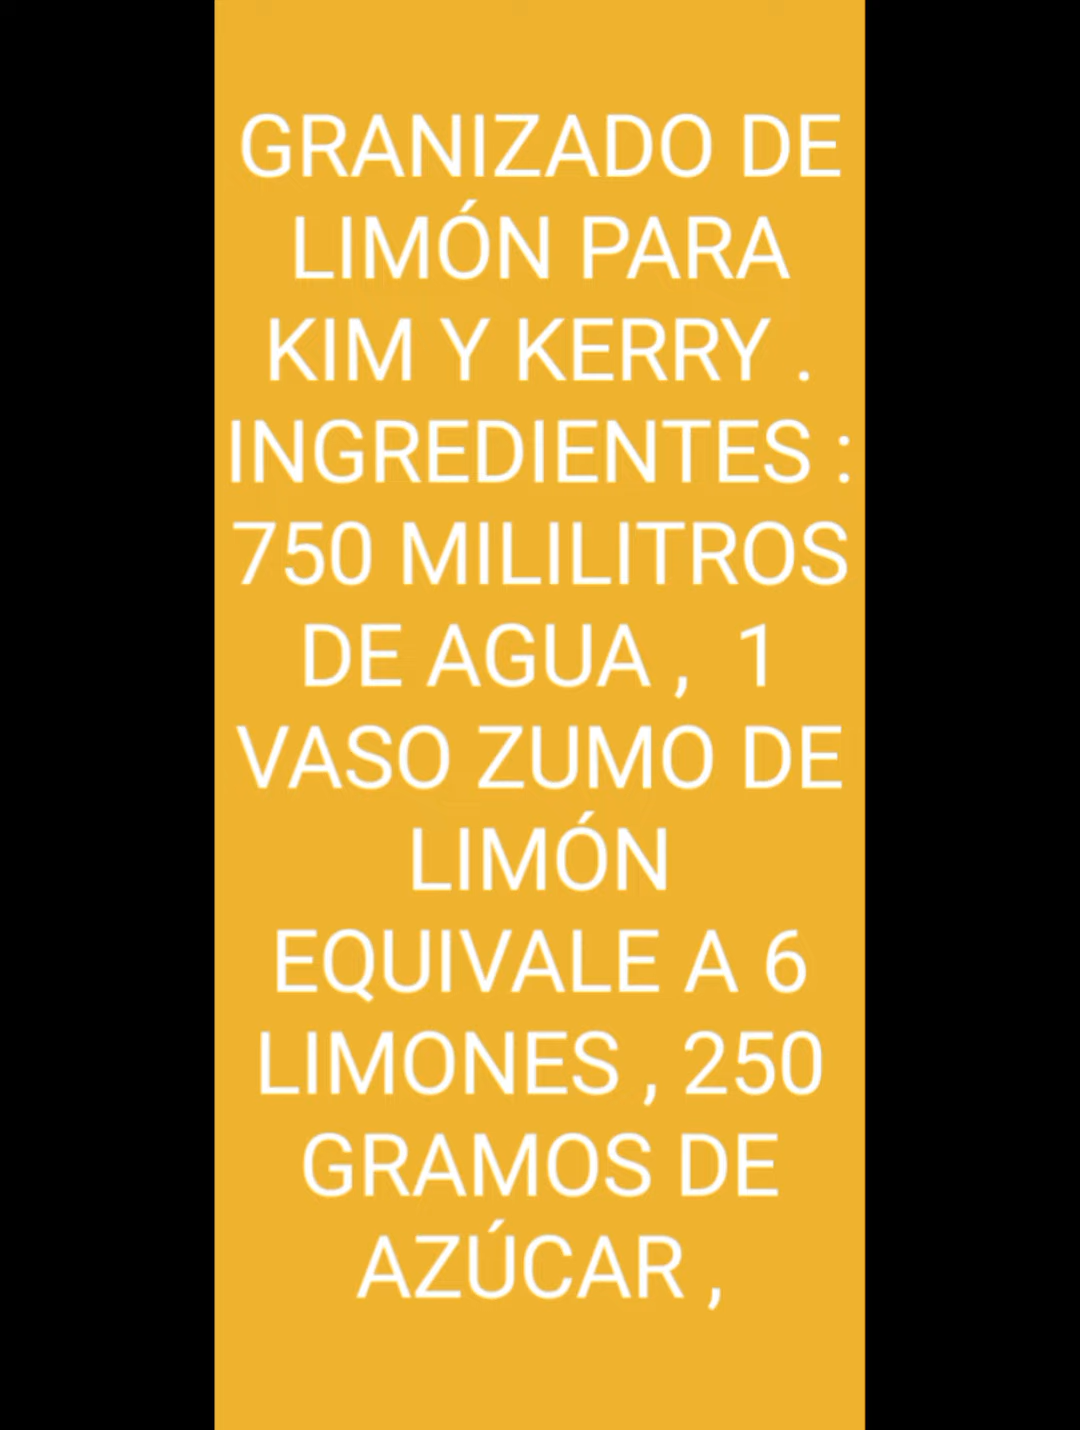 GRANIZADO DE
LIMÓN PARA
KIM Y KERRY .
INGREDIENTES :
750 MILILITROS
DE AGUA ,  1
VASO ZUMO DE
LIMÓN
EQUIVALE A 6
LIMONES , 250
GRAMOS DE
AZÚCAR ,